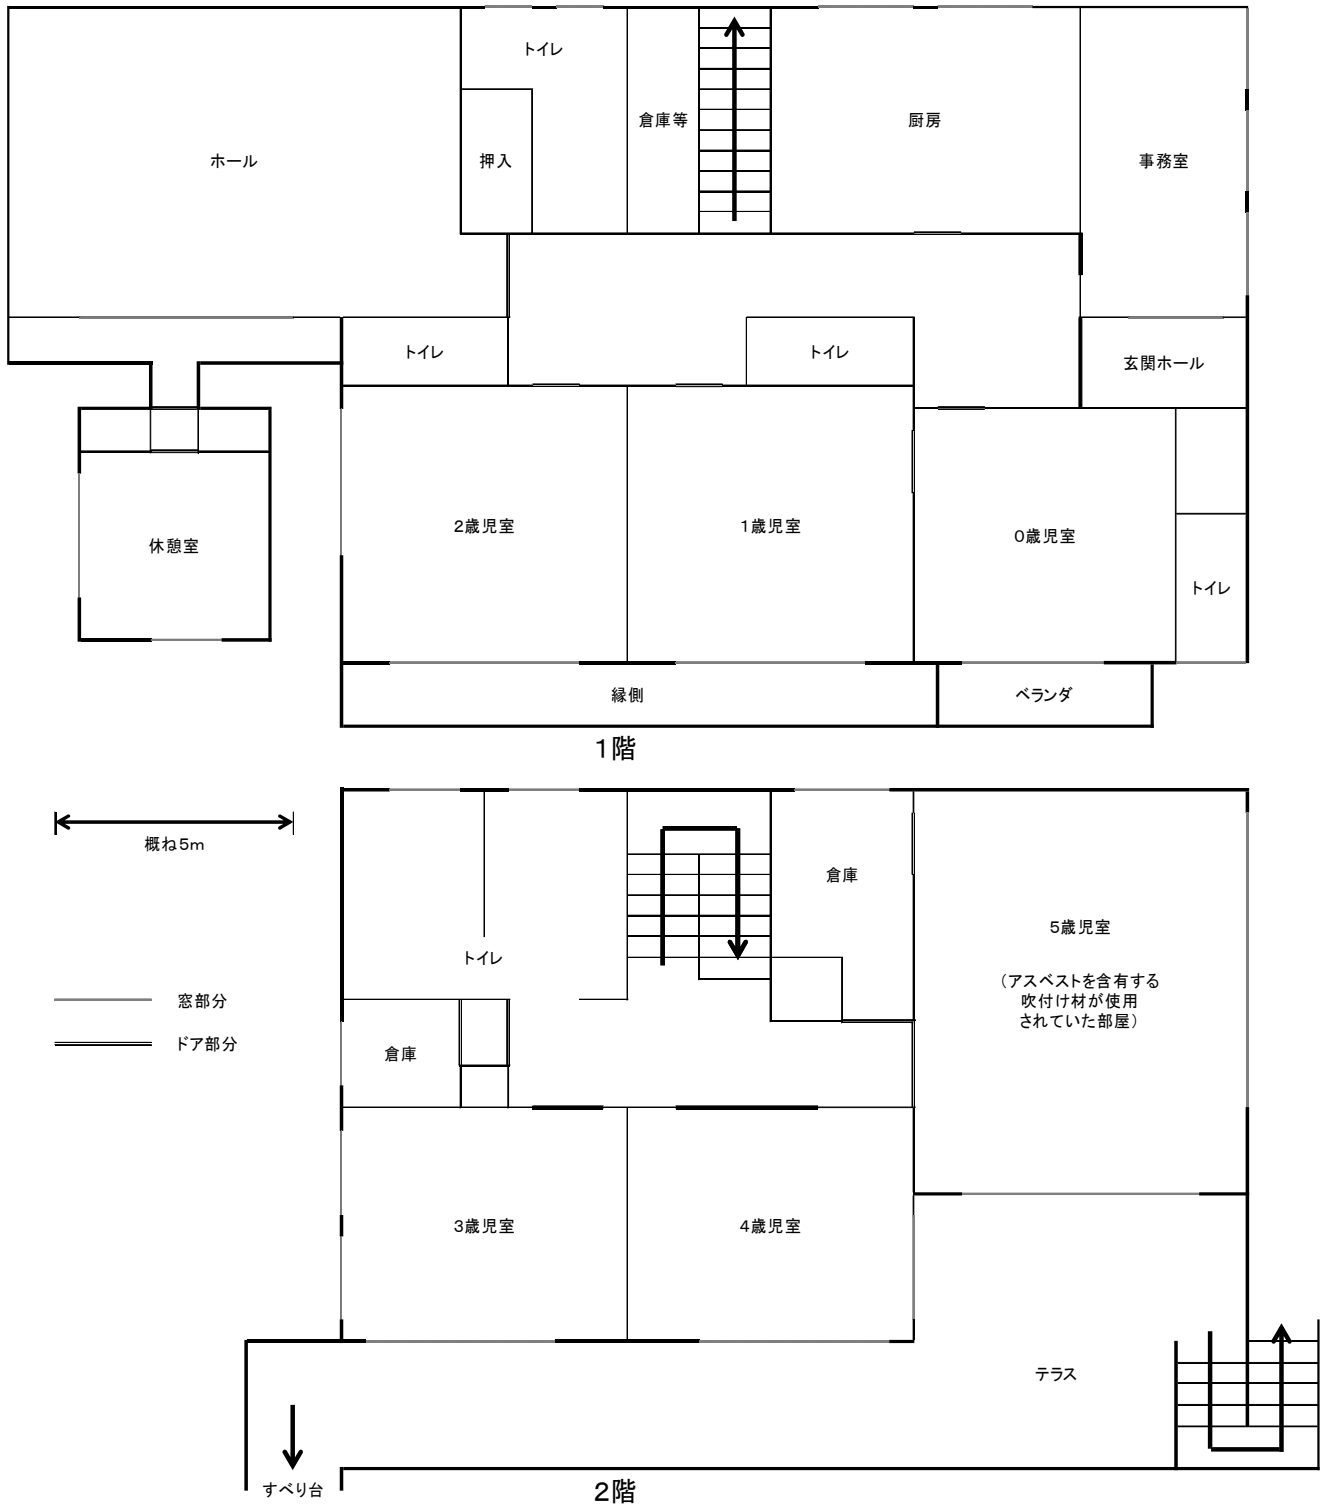 トイレ
倉庫等
厨房
ホール
押入
事務室
トイレ
トイレ
玄関ホール
2歳児室
1歳児室
0歳児室
休憩室
トイレ
縁側
ベランダ
1階
概ね5m
倉庫
5歳児室
トイレ
(アスベストを含有する
吹付け材が使用
されていた部屋)
窓部分
ドア部分
倉庫
3歳児室
4歳児室
テラス
すべり台
2階